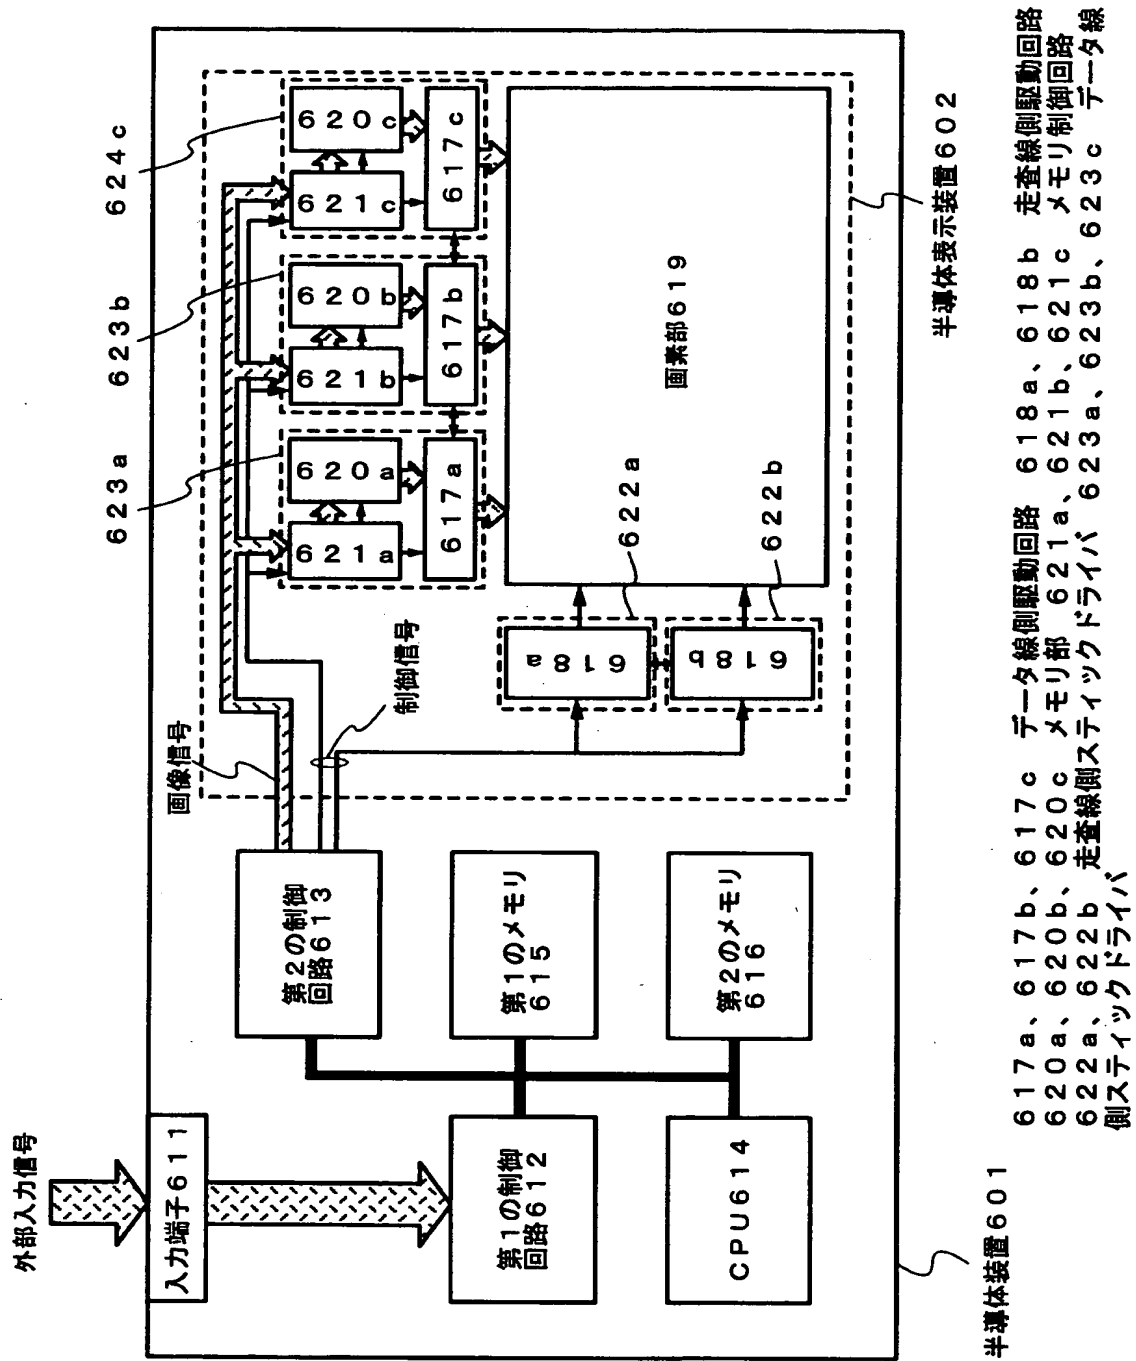 外部入力信号
入力端子611
第1の制御
回路612
CPU614
第2の制御
回路613
第1のメモリ
615
第2のメモリ
616
画像信号
制御信号
623a
623b
624c
621a
620a
617a
621b
620b
617b
621c
620c
617c
618a
618b
622a
622b
画素部619
半導体表示装置602
半導体装置601
617a、617b、617c データ線側駆動回路 618a、618b 走査線側駆動回路
620a、620b、620c メモリ部 621a、621b、621c メモリ制御回路
622a、622b 走査線側スティックドライバ 623a、623b、623c データ線
側スティックドライバ